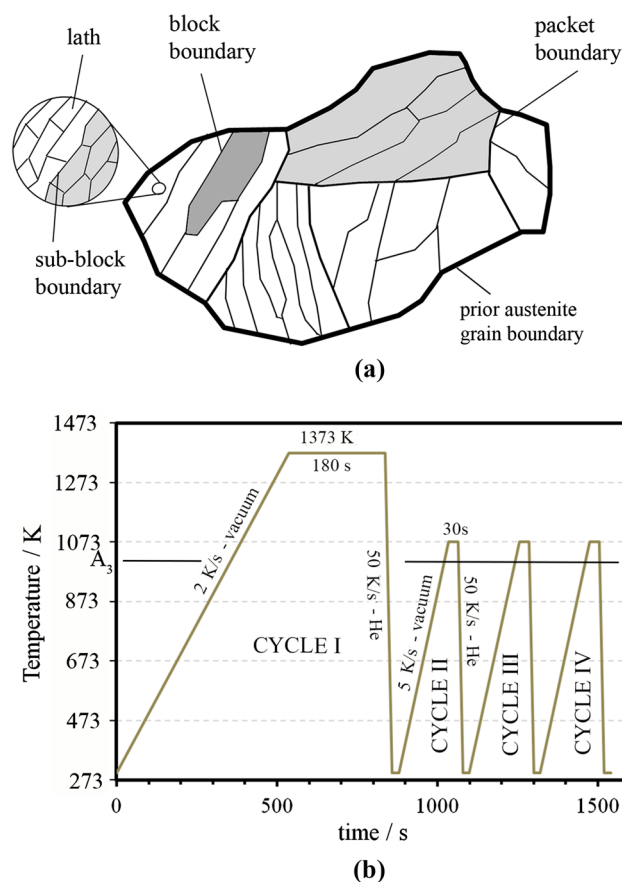 lath
block
boundary
packet
boundary
sub-block
boundary
prior austenite
grain boundary
(a)
Temperature / K
1473
1273
1073
873
673
473
273
A3
2 K/s - vacuum
1373 K
180 s
CYCLE I
50 K/s - He
5 K/s - vacuum
CYCLE II
30s
50 K/s - He
CYCLE III
CYCLE IV
0
500
1000
1500
time / s
(b)